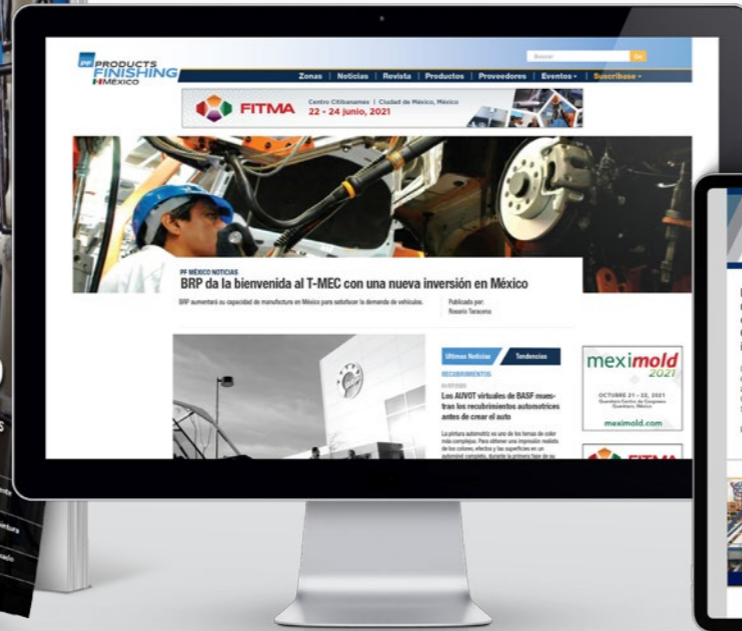 PF PRODUCTS
FINISHING
MÉXICO
Buscar
Go
Zonas | Noticias | Revista | Productos | Proveedores | Eventos | Suscríbase
FITMA
Centro Citibanamex | Ciudad de México, México
22 - 24 junio, 2021
PF MÉXICO NOTICIAS
BRP da la bienvenida al T-MEC con una nueva inversión en México
BRP aumentará su capacidad de manufactura en México para satisfacer la demanda de vehículos.
Publicado por:
Rosario Taracena
Ultimas Noticias
Tendencias
RECUBRIMIENTOS
Los AUVOT virtuales de BASF mues-
tran los recubrimientos automotrices
antes de crear el auto
La pintura automotriz es uno de los temas de color
más complejos. Para obtener una impresión realista
de los colores, efectos y las superficies en un
automóvil completo, durante la primera fase de su
meximold
2021
OCTUBRE 21 - 22, 2021
Querétaro Centro de Congresos
Querétaro, México
meximold.com
FITMA